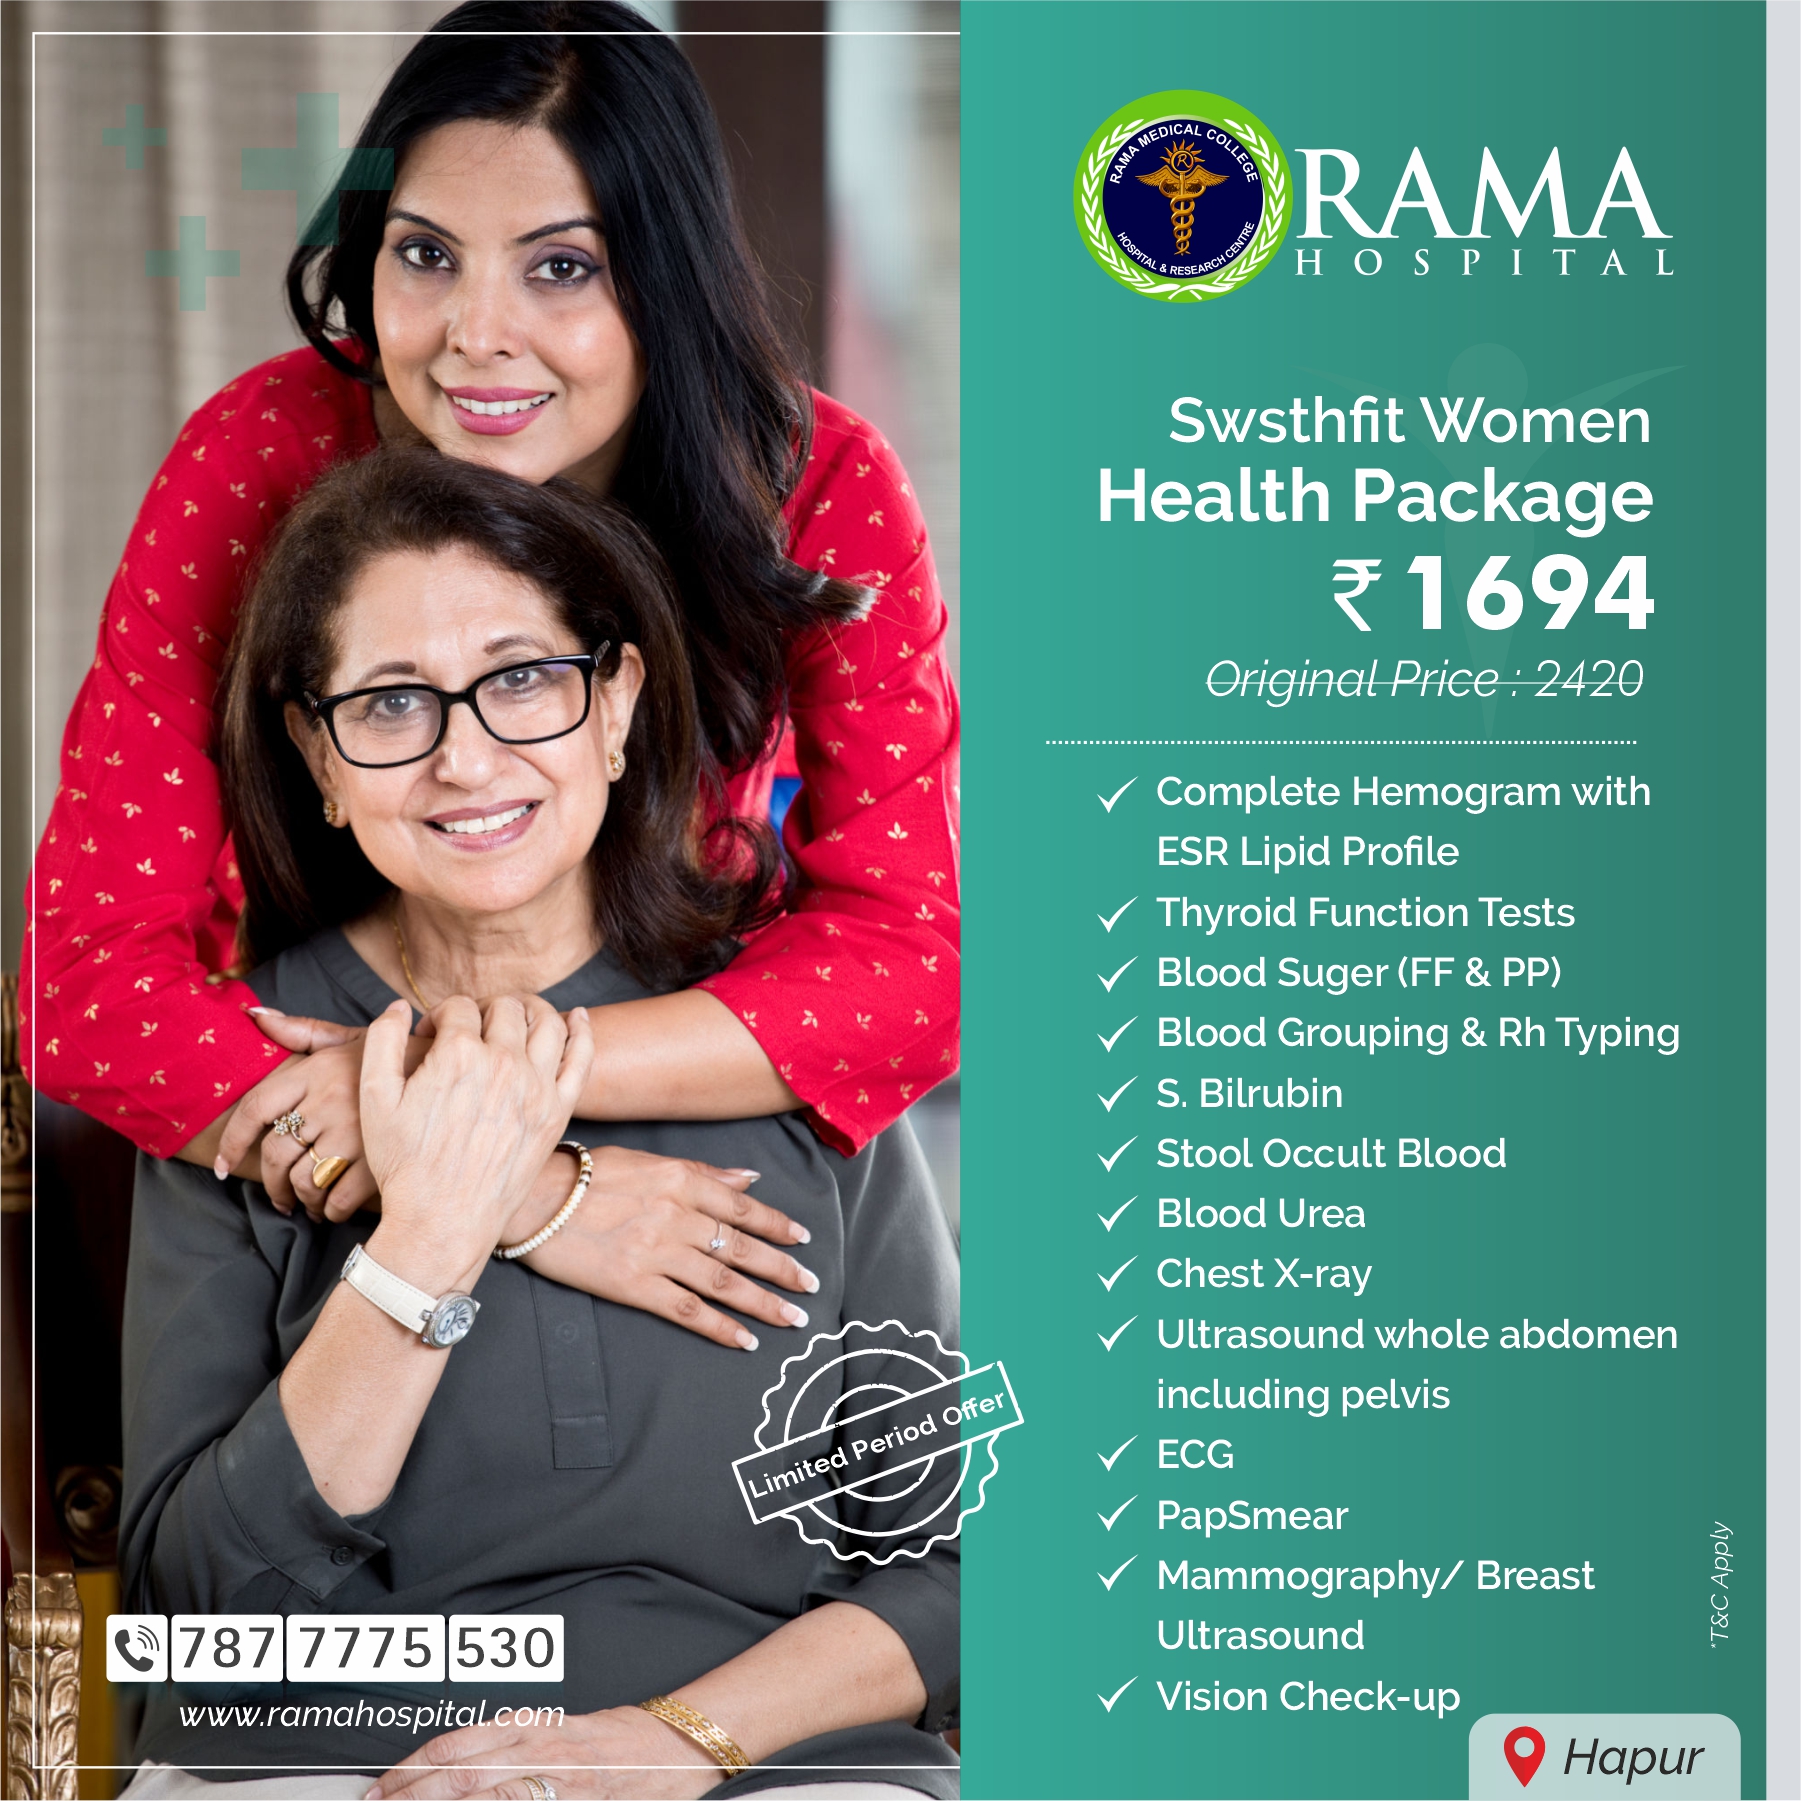 RAMA MEDICAL COLLEGE
HOSPITAL & RESEARCH CENTRE
R
RAMA
HOSPITAL
Swsthfit Women
Health Package
₹ 1694
Original Price : 2420
Complete Hemogram with
ESR Lipid Profile
Thyroid Function Tests
Blood Suger (FF & PP)
Blood Grouping & Rh Typing
S. Bilrubin
Stool Occult Blood
Blood Urea
Chest X-ray
Ultrasound whole abdomen
including pelvis
ECG
PapSmear
Mammography/ Breast
Ultrasound
Vision Check-up
*T&C Apply
Limited Period Offer
787 7775 530
www.ramahospital.com
Hapur